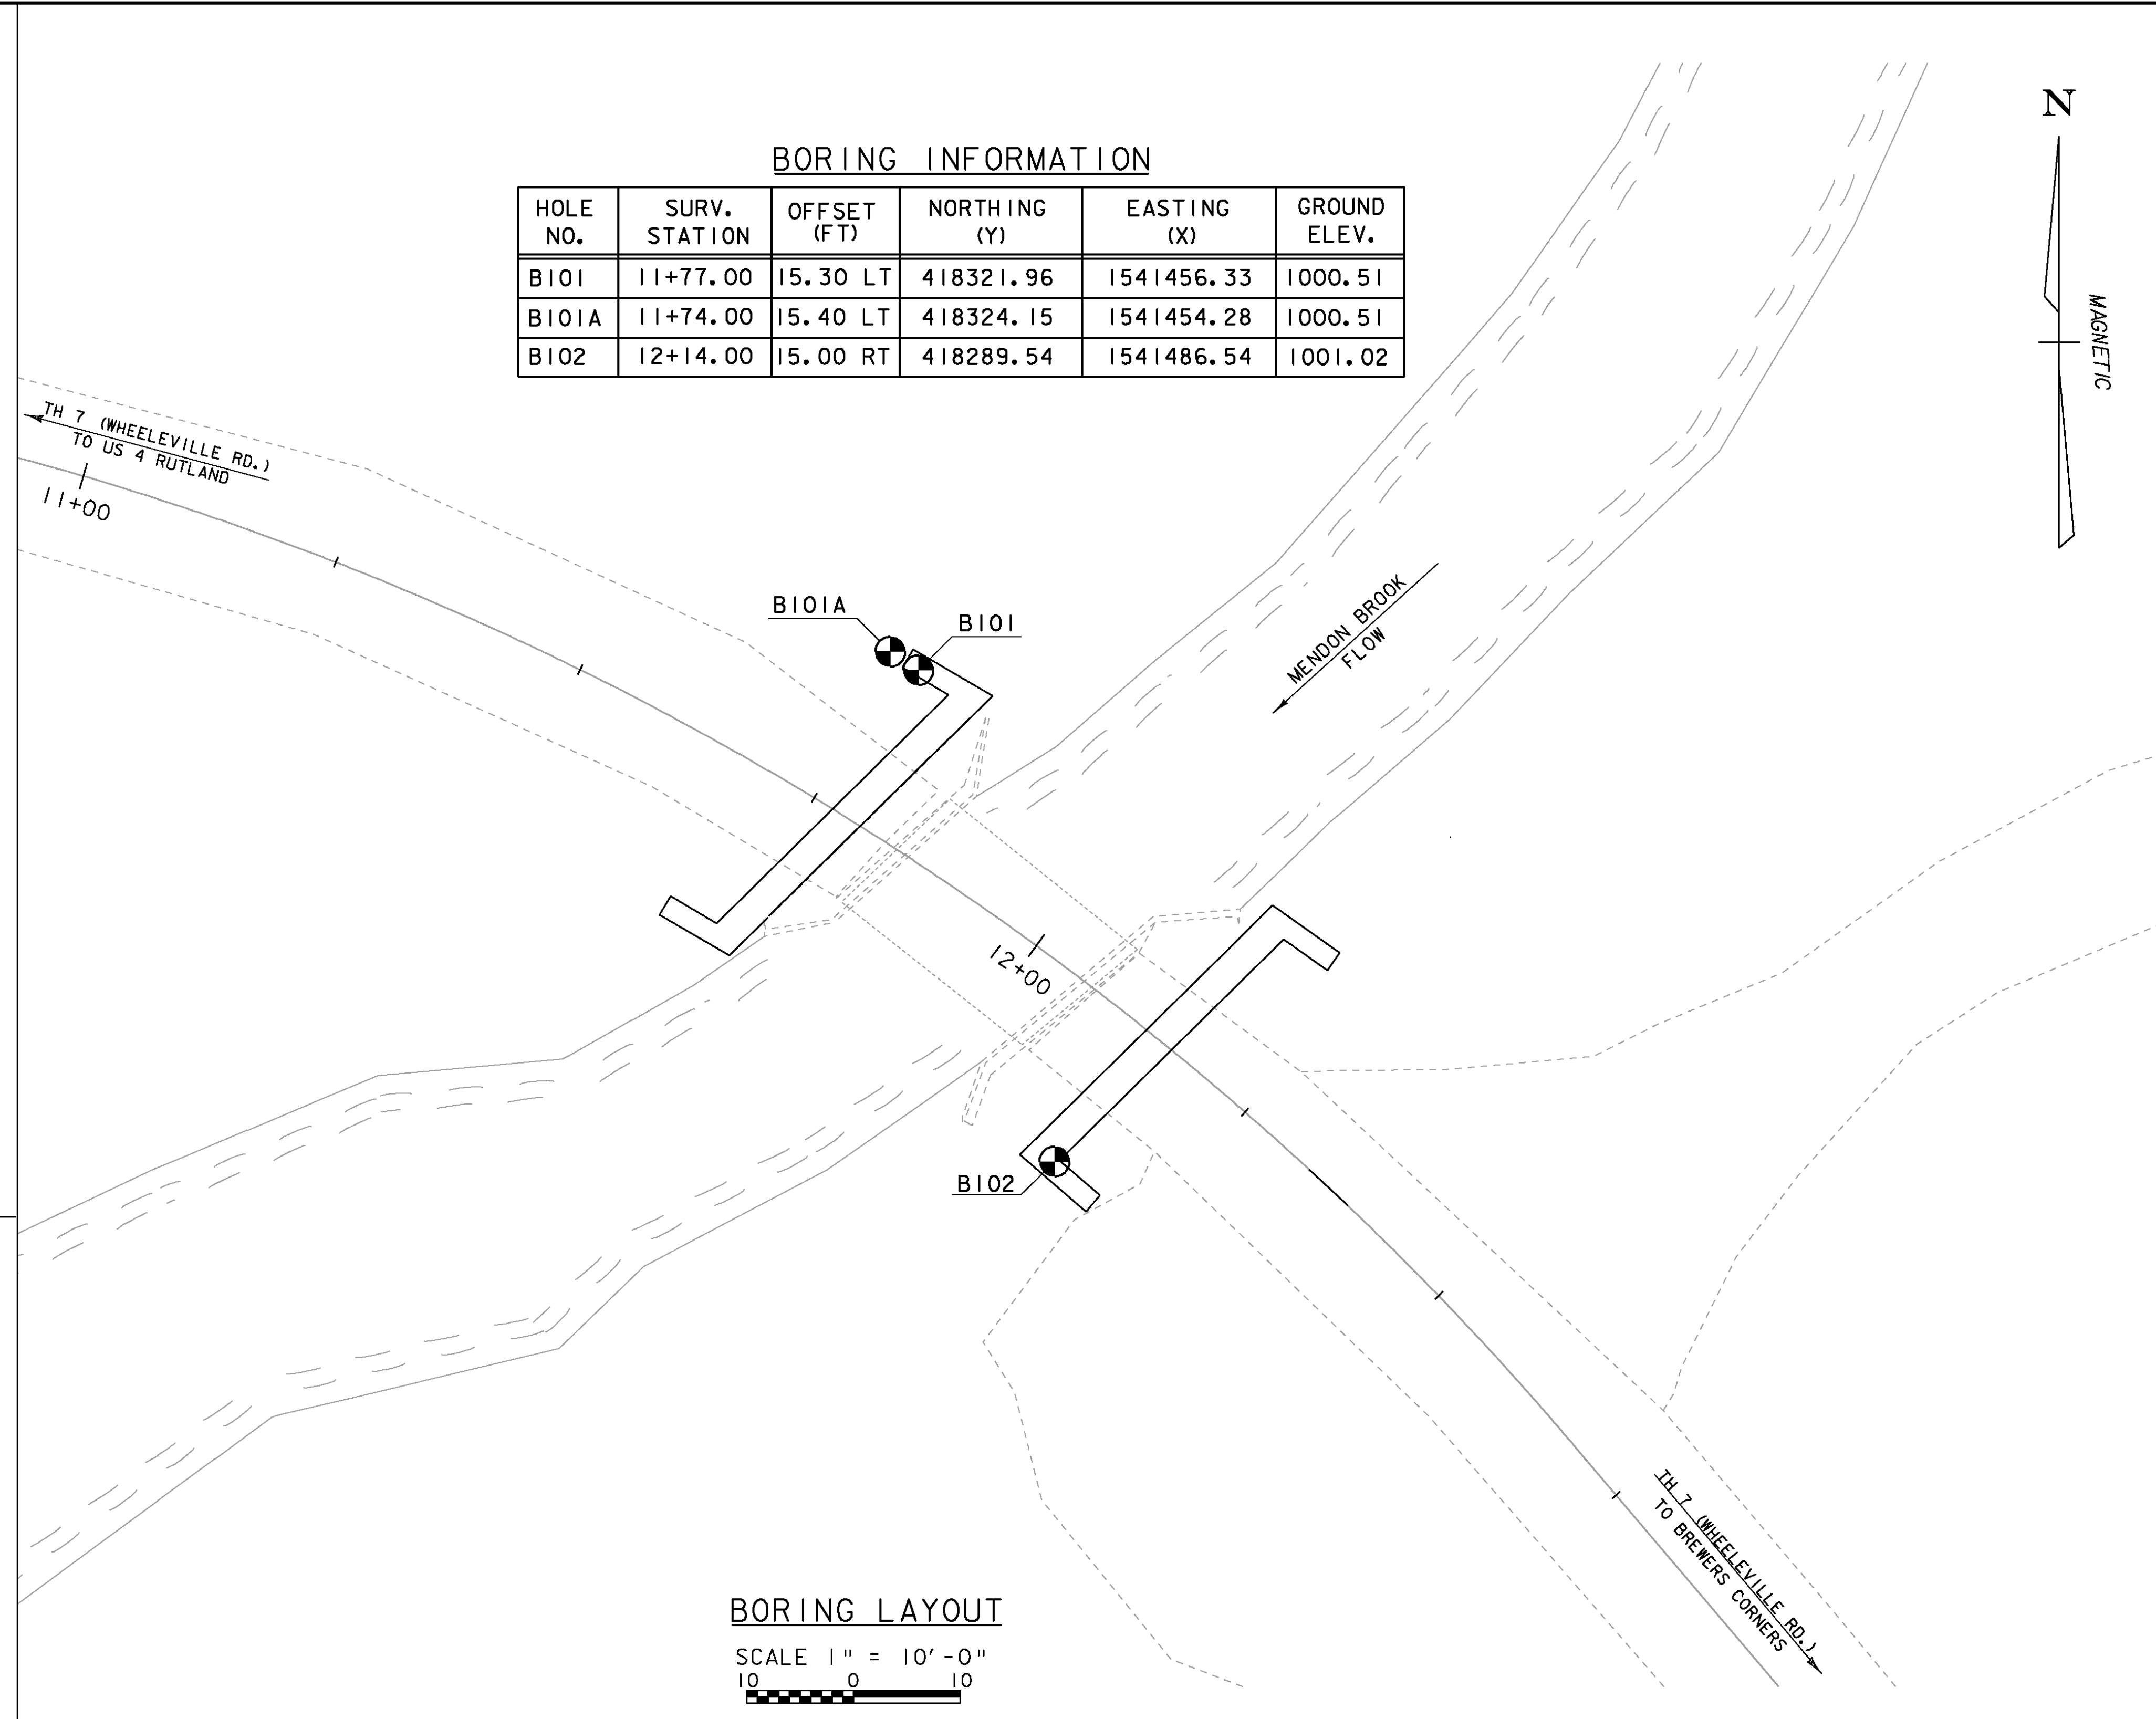 N
MAGNETIC
BORING INFORMATION
HOLE NO. SURV. STATION OFFSET (FT) NORTHING (Y) EASTING (X) GROUND ELEV.
B101 11+77.00 15.30 LT 418321.96 1541456.33 1000.51
B101A 11+74.00 15.40 LT 418324.15 1541454.28 1000.51
B102 12+14.00 15.00 RT 418289.54 1541486.54 1001.02
TH 7 (WHEELEVILLE RD.)
TO US 4 RUTLAND
11+00
B101A
B101
MENDON BROOK
FLOW
12+00
B102
TH 7 (WHEELEVILLE RD.)
TO BREWERS CORNERS
BORING LAYOUT
SCALE 1" = 10'-0"
10 0 10